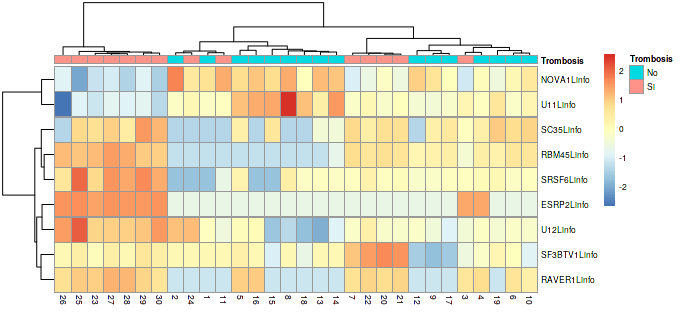 Trombosis
NOVA1Linfo
U11Linfo
SC35Linfo
RBM45Linfo
SRSF6Linfo
ESRP2Linfo
U12Linfo
SF3BTV1Linfo
RAVER1Linfo
26 25 23 27 28 29 30 2 24 1 11 5 16 15 8 18 13 14 7 22 20 21 12 9 17 3 4 19 6 10
2
1
0
-1
-2
Trombosis
No
SI